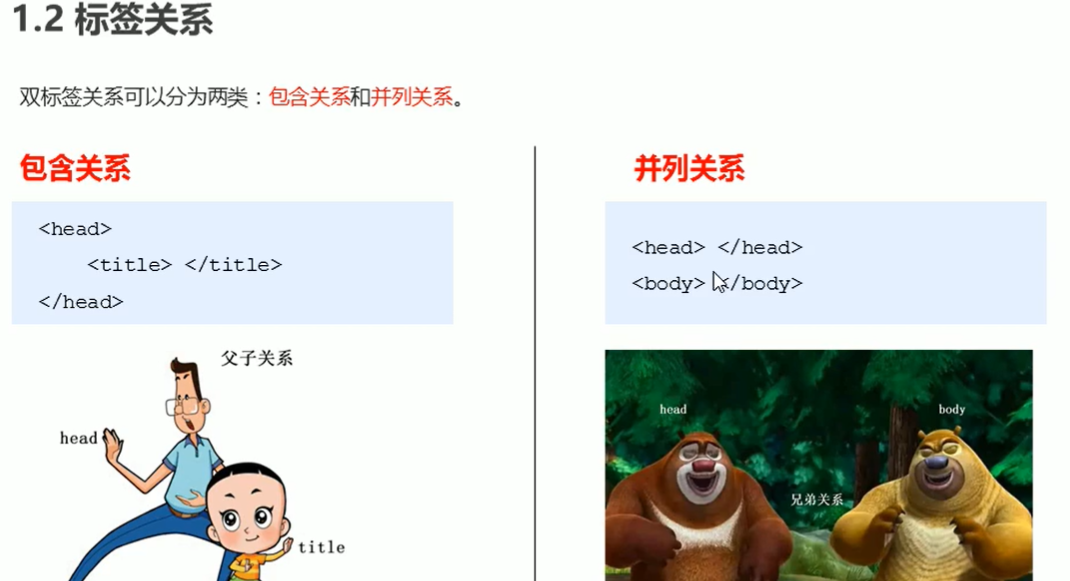 1.2 标签关系
双标签关系可以分为两类：包含关系和并列关系。
包含关系
<head>
<title> </title>
</head>
父子关系
head
title
并列关系
<head> </head>
<body> </body>
head
body
兄弟关系